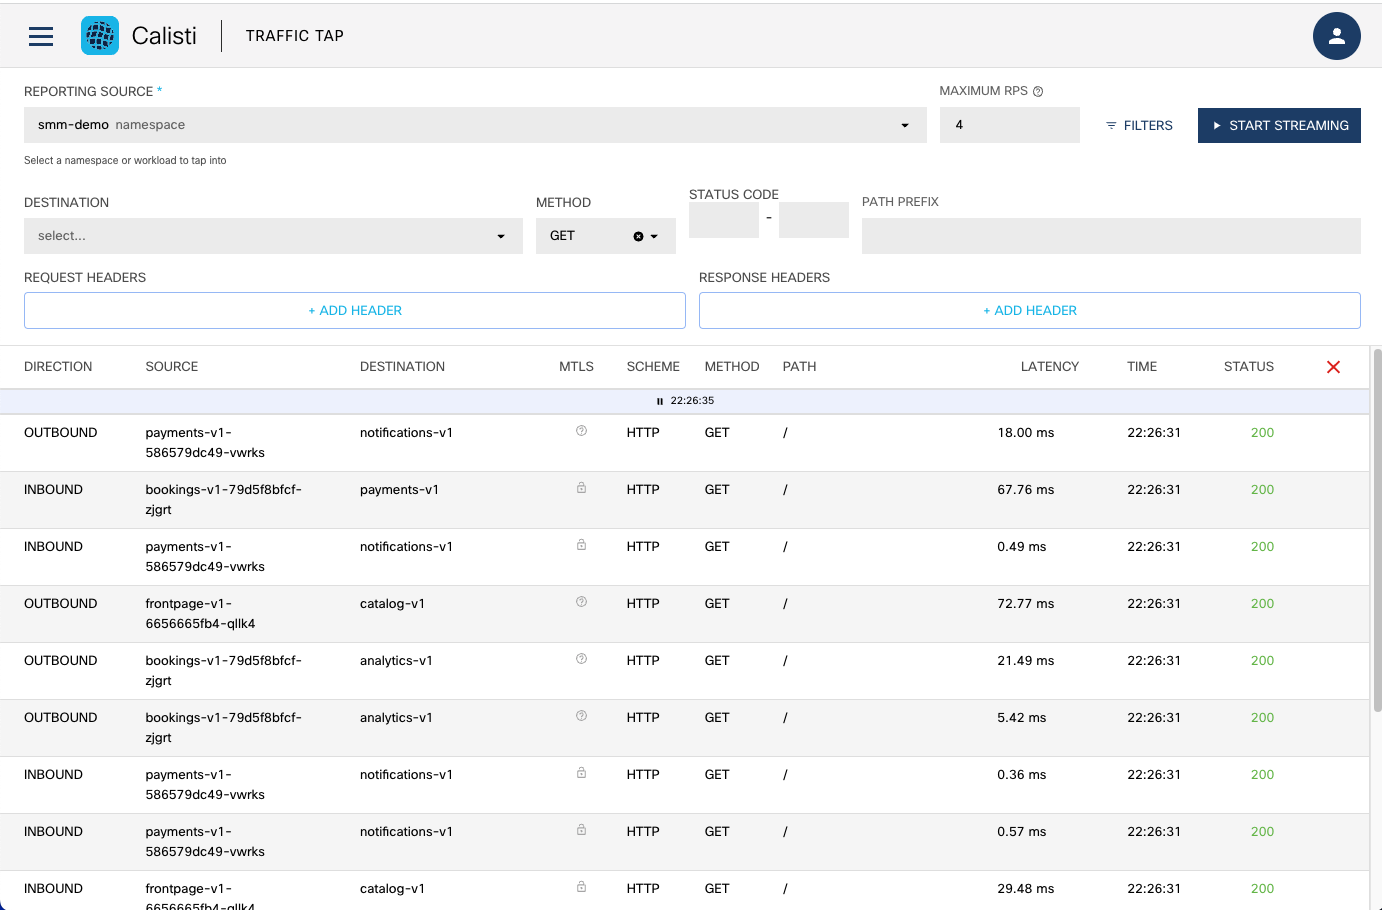 Calisti
TRAFFIC TAP
REPORTING SOURCE *
MAXIMUM RPS
smm-demo namespace
4
FILTERS
START STREAMING
Select a namespace or workload to tap into
DESTINATION
METHOD
STATUS CODE
PATH PREFIX
select...
GET
-
REQUEST HEADERS
RESPONSE HEADERS
+ ADD HEADER
+ ADD HEADER
DIRECTION SOURCE DESTINATION MTLS SCHEME METHOD PATH LATENCY TIME STATUS
22:26:35
OUTBOUND payments-v1- notifications-v1 HTTP GET / 18.00 ms 22:26:31 200
586579dc49-vwrks
INBOUND bookings-v1-79d5f8bfcf- payments-v1 HTTP GET / 67.76 ms 22:26:31 200
zjgrt
INBOUND payments-v1- notifications-v1 HTTP GET / 0.49 ms 22:26:31 200
586579dc49-vwrks
OUTBOUND frontpage-v1- catalog-v1 HTTP GET / 72.77 ms 22:26:31 200
6656665fb4-qllk4
OUTBOUND bookings-v1-79d5f8bfcf- analytics-v1 HTTP GET / 21.49 ms 22:26:31 200
zjgrt
OUTBOUND bookings-v1-79d5f8bfcf- analytics-v1 HTTP GET / 5.42 ms 22:26:31 200
zjgrt
INBOUND payments-v1- notifications-v1 HTTP GET / 0.36 ms 22:26:31 200
586579dc49-vwrks
INBOUND payments-v1- notifications-v1 HTTP GET / 0.57 ms 22:26:31 200
586579dc49-vwrks
INBOUND frontpage-v1- catalog-v1 HTTP GET / 29.48 ms 22:26:31 200
6656665fb4-qllk4